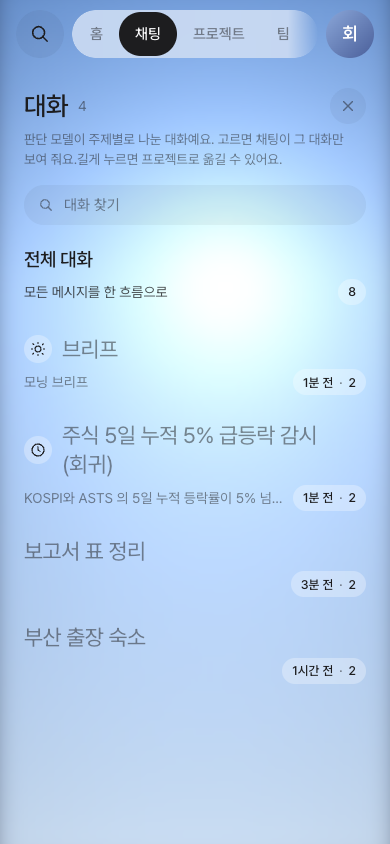 홈 채팅 프로젝트 팀 회
대화 4
판단 모델이 주제별로 나눈 대화예요. 고르면 채팅이 그 대화만
보여 줘요.길게 누르면 프로젝트로 옮길 수 있어요.
대화 찾기
전체 대화
모든 메시지를 한 흐름으로 8
브리프
모닝 브리프 1분 전 · 2
주식 5일 누적 5% 급등락 감시
(회귀)
KOSPI와 ASTS 의 5일 누적 등락률이 5% 넘... 1분 전 · 2
보고서 표 정리
3분 전 · 2
부산 출장 숙소
1시간 전 · 2